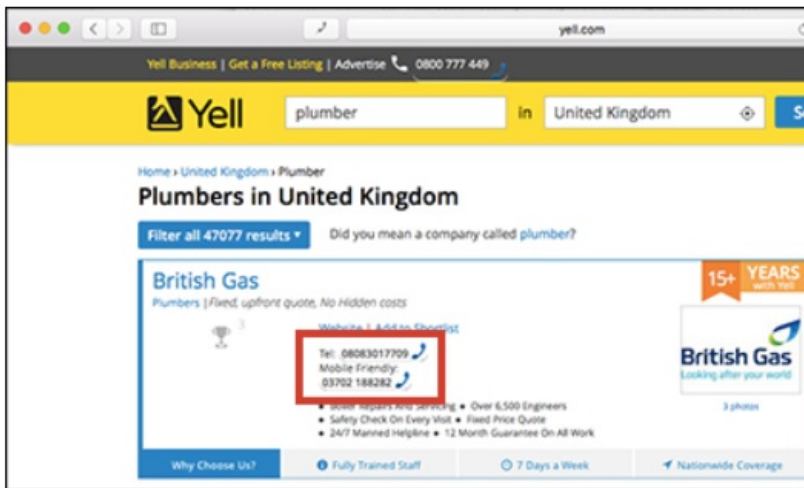 yell.com
Yell Business | Get a Free Listing | Advertise 0800 777 449
Yell plumber in United Kingdom
Home › United Kingdom › Plumber
Plumbers in United Kingdom
Filter all 47077 results Did you mean a company called plumber?
British Gas
15+ YEARS
with Yell
Plumbers | Fixed, upfront quote, No Hidden costs
3
Website | Add to Shortlist
Tel: 08083017709
Mobile Friendly:
03702 188282
British Gas
Looking after your world
3 photos
• Boiler Repairs And Servicing • Over 6,500 Engineers
• Safety Check On Every Visit • Fixed Price Quote
• 24/7 Manned Helpline • 12 Month Guarantee On All Work
Why Choose Us? Fully Trained Staff 7 Days a Week Nationwide Coverage